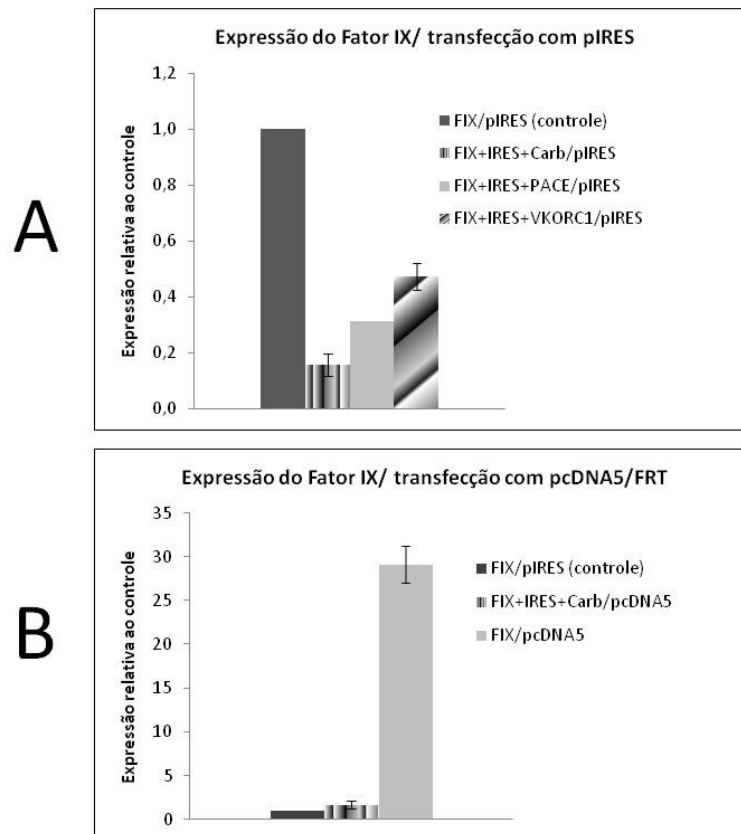 A
Expressão do Fator IX/ transfecção com pIRES
Expressão relativa ao controle
1,2
1,0
0,8
0,6
0,4
0,2
0,0
FIX/pIRES (controle)
FIX+IRES+Carb/pIRES
FIX+IRES+PACE/pIRES
FIX+IRES+VKORC1/pIRES
B
Expressão do Fator IX/ transfecção com pcDNA5/FRT
Expressão relativa ao controle
35
30
25
20
15
10
5
0
FIX/pIRES (controle)
FIX+IRES+Carb/pcDNA5
FIX/pcDNA5